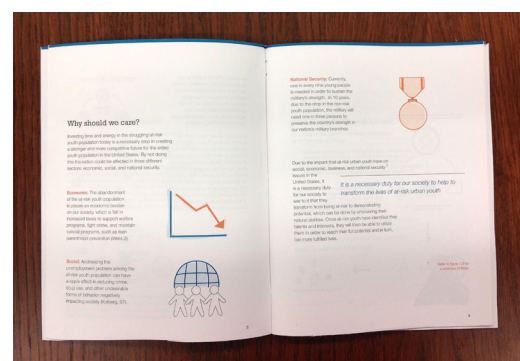 Why should we care?
Investing time and energy in the struggling at-risk
youth population today is a necessary step in creating
a stronger and more competitive future for the entire
youth population in the United States. By not doing
this the nation could be affected in three different
sectors: economic, social, and national security.
Economic: The abandonment
of the at-risk youth population
is places an economic burden
on our society, which is felt in
increased taxes to support welfare
programs, fight crime, and maintain
special programs, such as teen
parenthood prevention
Social: Addressing the
unemployment problem among the
at-risk youth population can have
a ripple effect in reducing crime,
drug use, and other undesirable
forms of behavior negatively
impacting society
National Security: Currently,
one in every nine young people
is needed in order to sustain the
military's strength. In 10 years,
due to the drop in the non-risk
youth population, the military will
need one in three persons to
preserve the country's strength in
our nation's military branches
Due to the impact that at-risk urban youth have on
social, economic, business, and national security
issues in the
United States, it
is a necessary duty
for our society to
see to it that they
transform from being at-risk to demonstrating
potential, which can be done by uncovering their
natural abilities. Once at-risk youth have identified their
talents and interests, they will then be able to utilize
them in order to reach their full potential and in turn,
live more fulfilled lives.
It is a necessary duty for our society to help to
transform the lives of at-risk urban youth